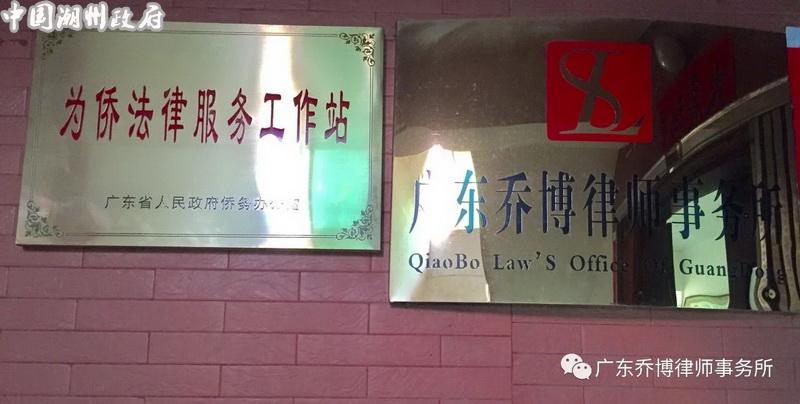 中国潮州政府
为侨法律服务工作站
广东省人民政府侨务办公室
广东乔博律师事务所
QiaoBo Law'S Office Of GuangDong
广东乔博律师事务所